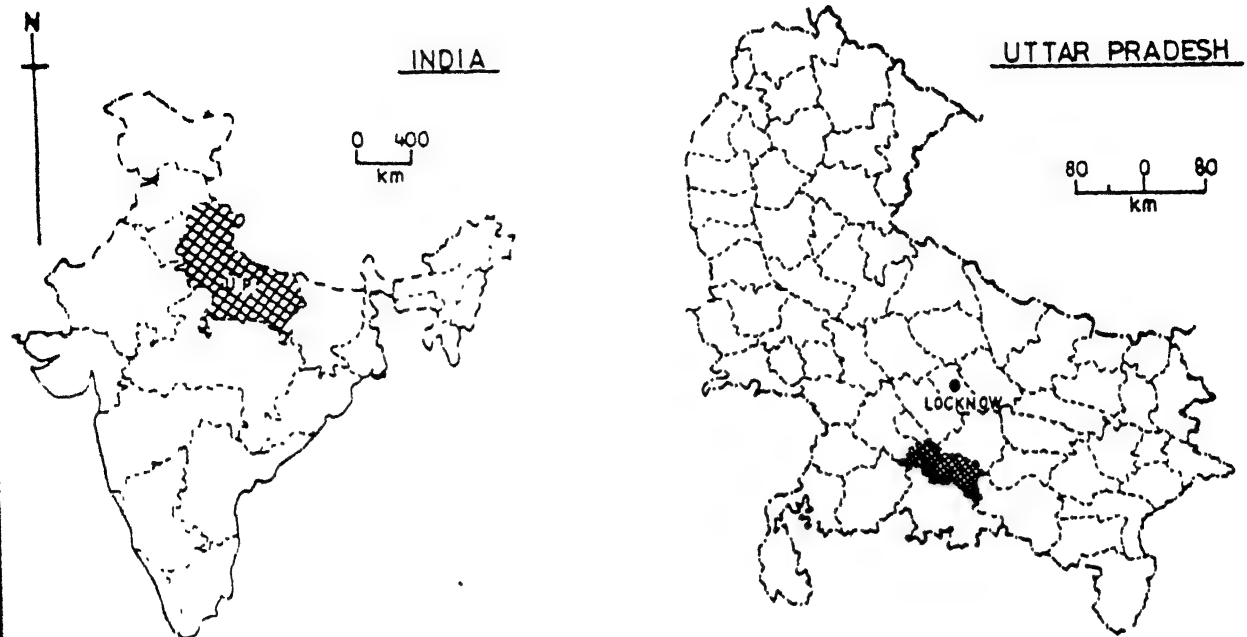 N
INDIA
0 400
km
U.P.
UTTAR PRADESH
80 0 80
km
LOCKNOW